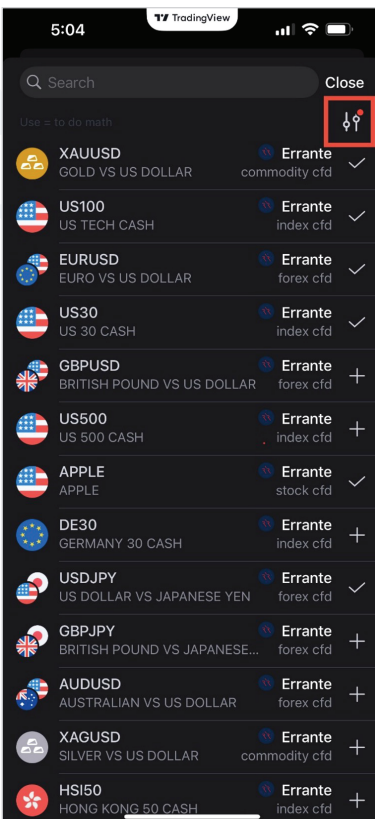 5:04
TradingView
Search
Close
Use = to do math
XAUUSD Errante
GOLD VS US DOLLAR commodity cfd
US100 Errante
US TECH CASH index cfd
EURUSD Errante
EURO VS US DOLLAR forex cfd
US30 Errante
US 30 CASH index cfd
GBPUSD Errante
BRITISH POUND VS US DOLLAR forex cfd
US500 Errante
US 500 CASH index cfd
APPLE Errante
APPLE stock cfd
DE30 Errante
GERMANY 30 CASH index cfd
USDJPY Errante
US DOLLAR VS JAPANESE YEN forex cfd
GBPJPY Errante
BRITISH POUND VS JAPANESE... forex cfd
AUDUSD Errante
AUSTRALIAN VS US DOLLAR forex cfd
XAGUSD Errante
SILVER VS US DOLLAR commodity cfd
HSI50 Errante
HONG KONG 50 CASH index cfd